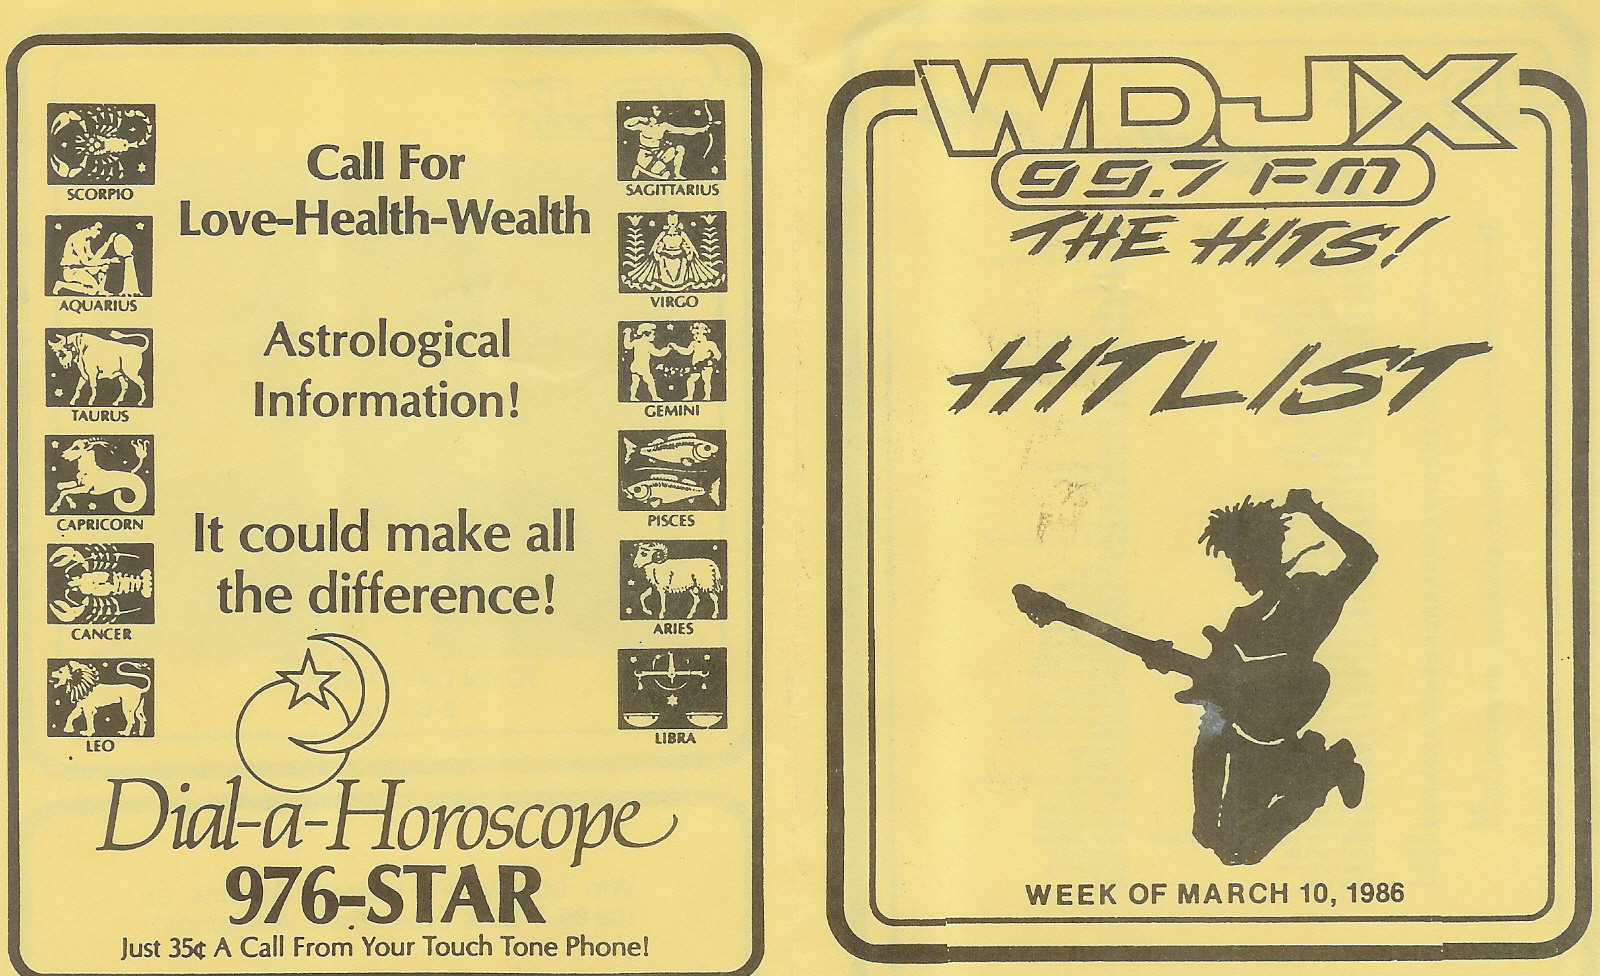 SCORPIO
AQUARIUS
TAURUS
CAPRICORN
CANCER
LEO
Call For
Love-Health-Wealth
Astrological
Information!
It could make all
the difference!
SAGITTARIUS
VIRGO
GEMINI
PISCES
ARIES
LIBRA
Dial-a-Horoscope
976-STAR
Just 35¢ A Call From Your Touch Tone Phone!
WDJX
99.7 FM
THE HITS!
HITLIST
WEEK OF MARCH 10, 1986